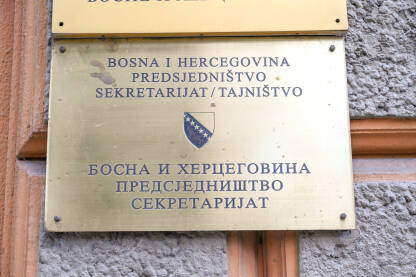 BOSNA I HERCEGOVINA
PREDSJEDNIŠTVO
SEKRETARIJAT/TAJNIŠTVO
БОСНА И ХЕРЦЕГОВИНА
ПРЕДСЈЕДНИШТВО
СЕКРЕТАРИЈАТ